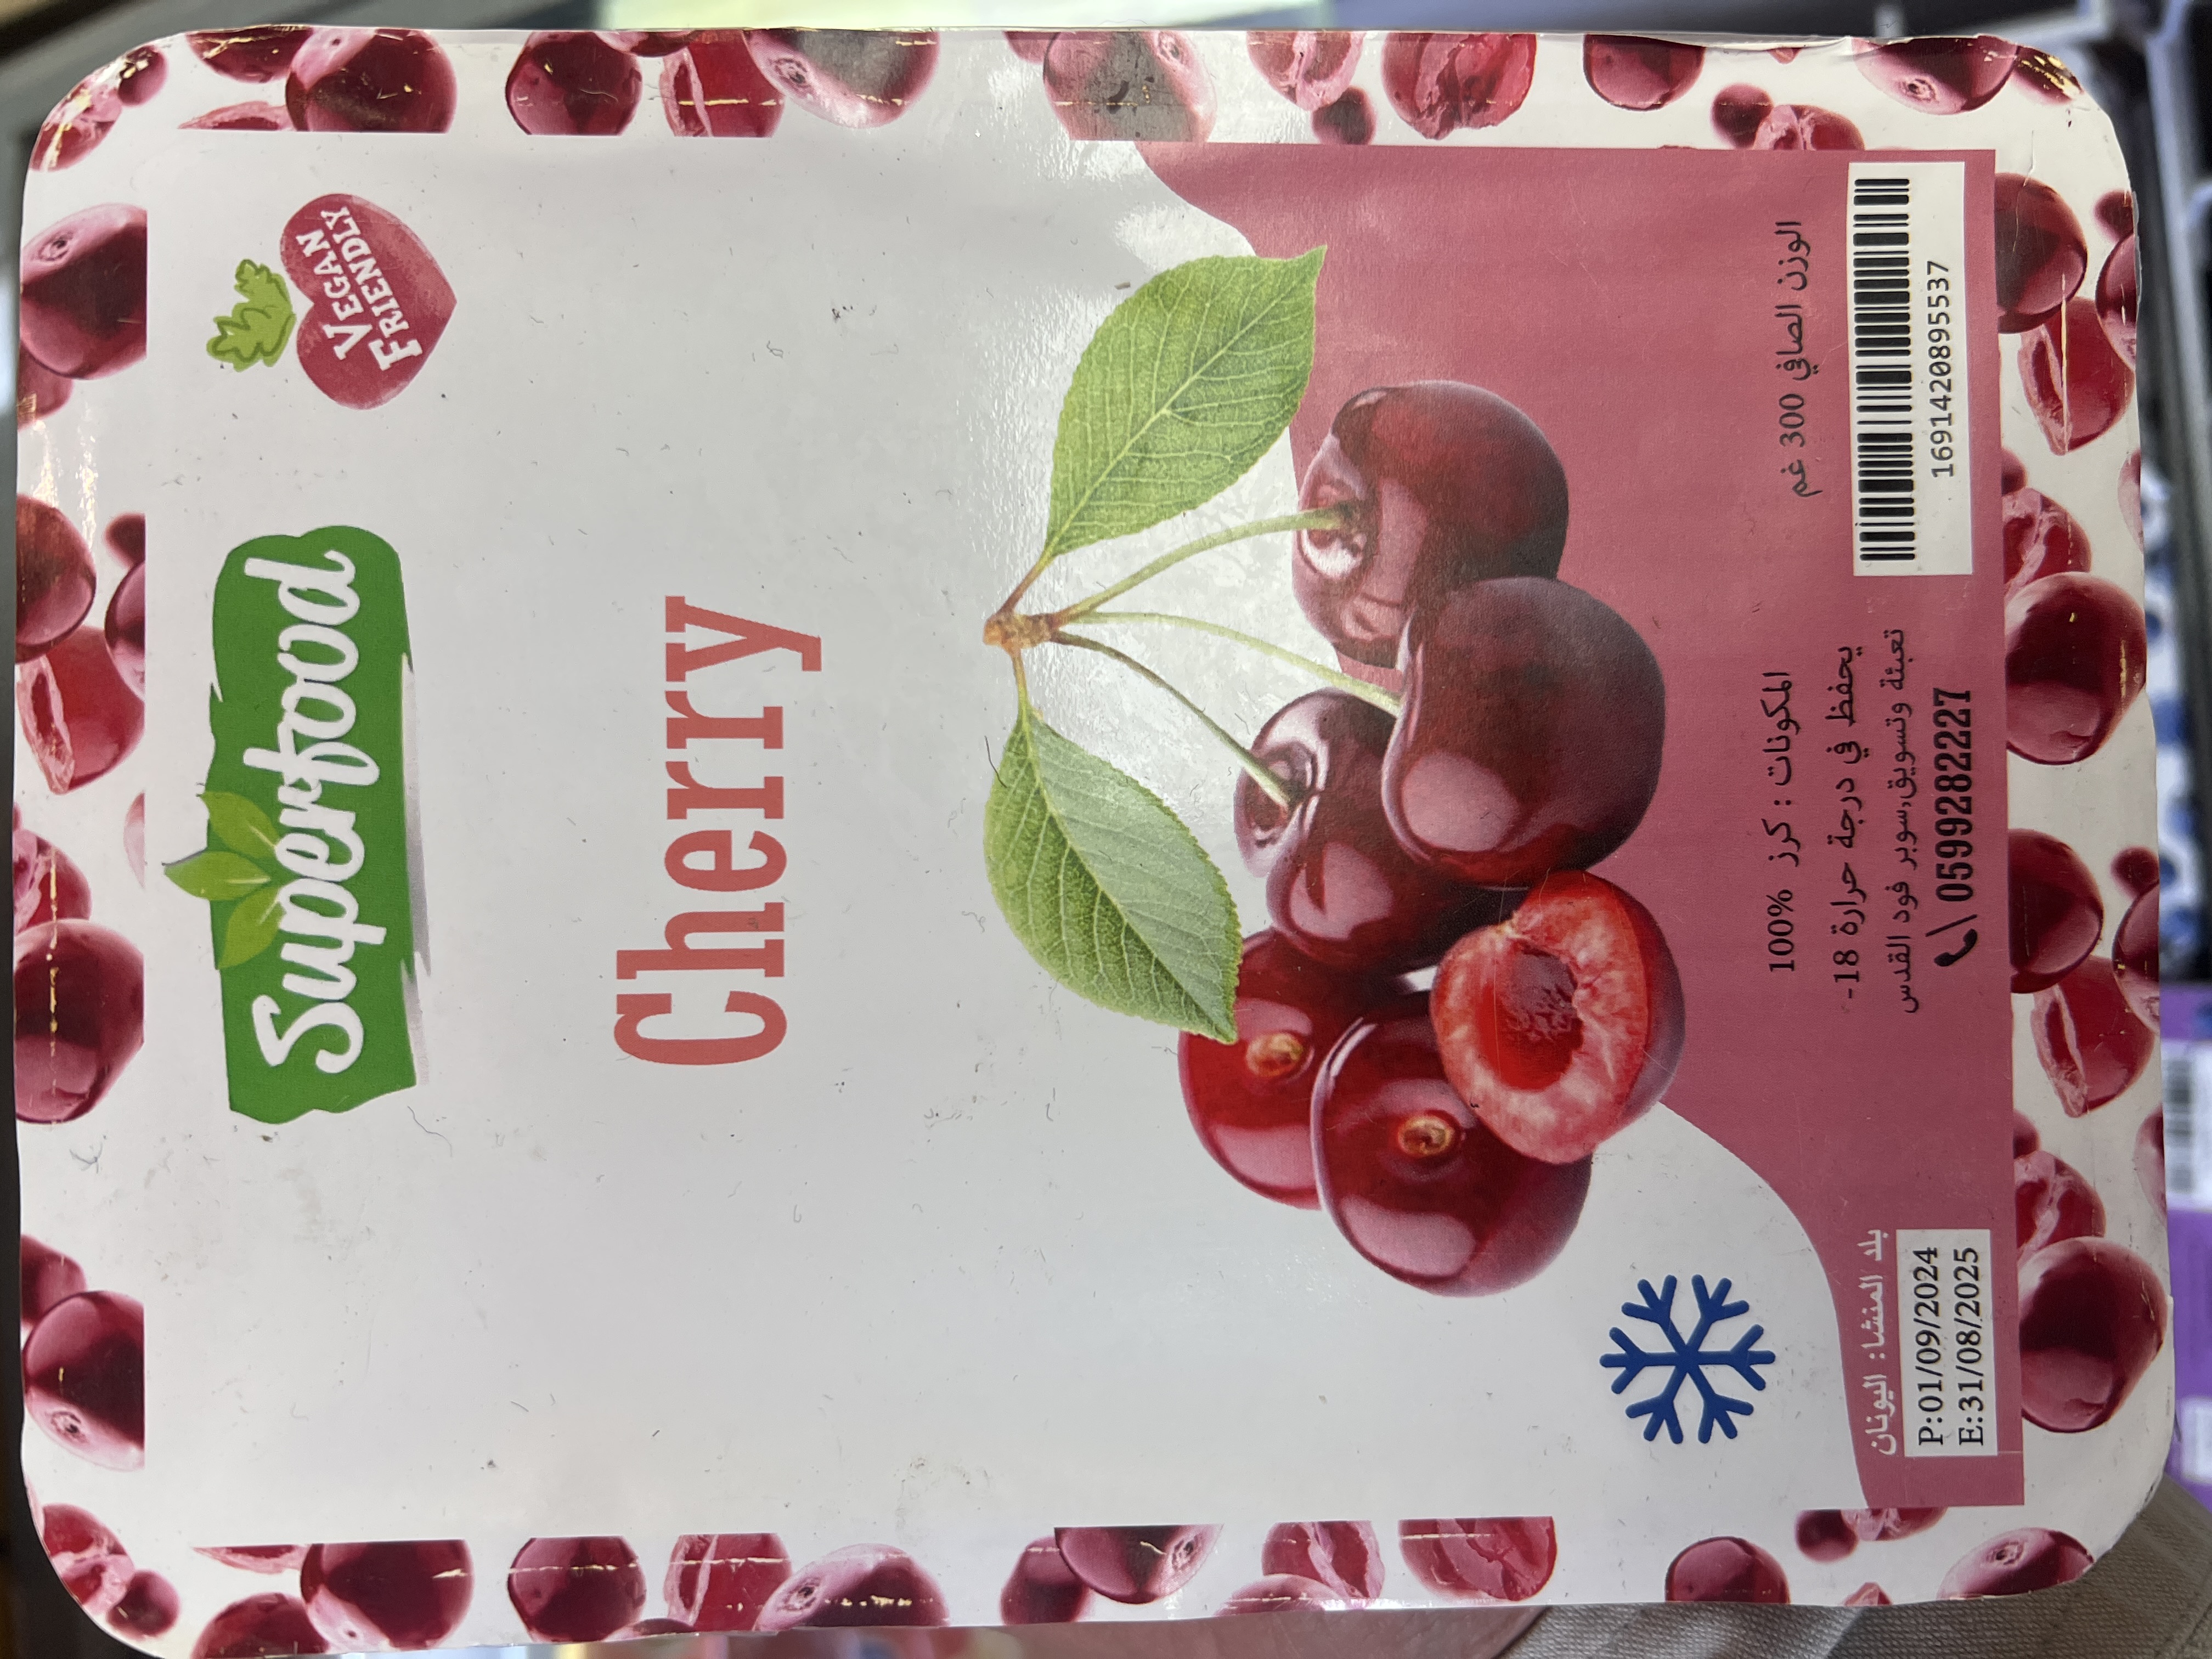 VEGAN
FRIENDLY
Superfood
Cherry
المكونات : كرز 100%
يحفظ في درجة حرارة 18-
تعبئة وتسويق,سوبر فود القدس
0599282227
الوزن الصافي 300 غم
1691420895537
بلد المنشا: اليونان
P:01/09/2024
E:31/08/2025